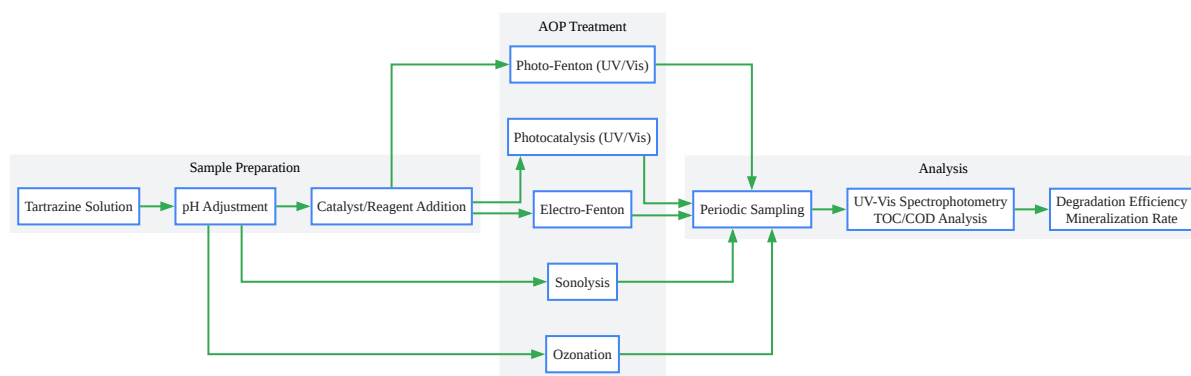 AOP Treatment
Photo-Fenton (UV/Vis)
Photocatalysis (UV/Vis)
Sample Preparation
Analysis
Tartrazine Solution
pH Adjustment
Catalyst/Reagent Addition
Electro-Fenton
Periodic Sampling
UV-Vis Spectrophotometry
TOC/COD Analysis
Degradation Efficiency
Mineralization Rate
Sonolysis
Ozonation